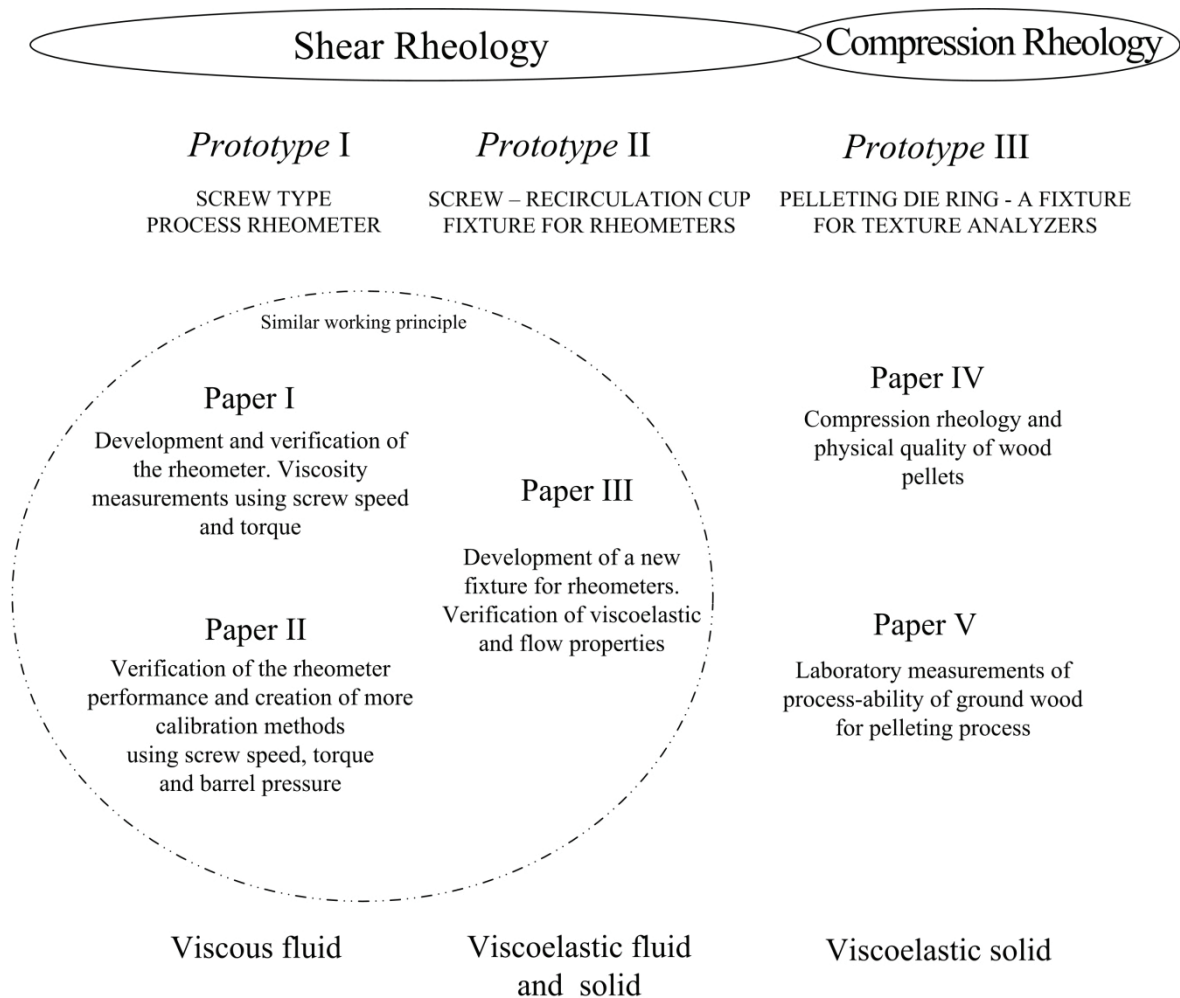 Shear Rheology
Compression Rheology
Prototype I
SCREW TYPE
PROCESS RHEOMETER
Prototype II
SCREW – RECIRCULATION CUP
FIXTURE FOR RHEOMETERS
Prototype III
PELLETING DIE RING - A FIXTURE
FOR TEXTURE ANALYZERS
Similar working principle
Paper I
Development and verification of
the rheometer. Viscosity
measurements using screw speed
and torque
Paper II
Verification of the rheometer
performance and creation of more
calibration methods
using screw speed, torque
and barrel pressure
Paper III
Development of a new
fixture for rheometers.
Verification of viscoelastic
and flow properties
Paper IV
Compression rheology and
physical quality of wood
pellets
Paper V
Laboratory measurements of
process-ability of ground wood
for pelleting process
Viscous fluid
Viscoelastic fluid
and solid
Viscoelastic solid